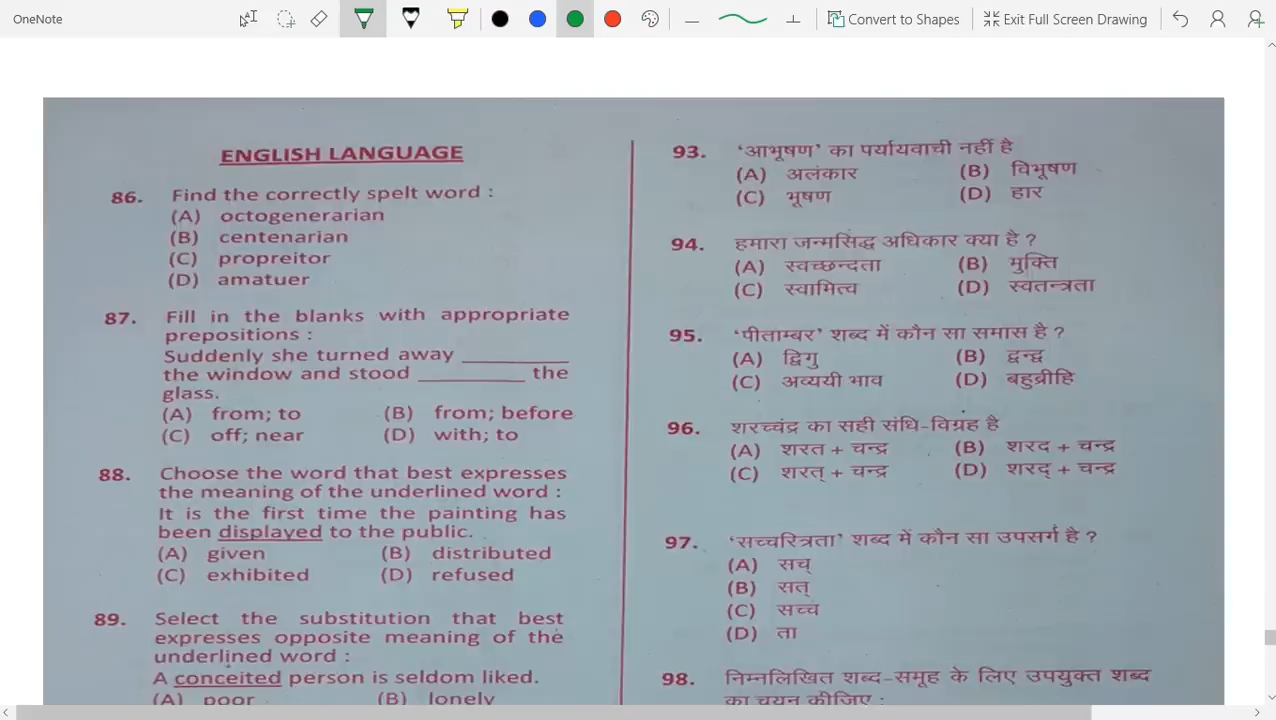 OneNote
Convert to Shapes
Exit Full Screen Drawing
ENGLISH LANGUAGE
86. Find the correctly spelt word :
(A) octogenerarian
(B) centenarian
(C) propreitor
(D) amatuer
87. Fill in the blanks with appropriate
prepositions :
Suddenly she turned away __________
the window and stood __________ the
glass.
(A) from; to (B) from; before
(C) off; near (D) with; to
88. Choose the word that best expresses
the meaning of the underlined word :
It is the first time the painting has
been displayed to the public.
(A) given (B) distributed
(C) exhibited (D) refused
89. Select the substitution that best
expresses opposite meaning of the
underlined word :
A conceited person is seldom liked.
(A) poor (B) lonely
93. ‘आभूषण’ का पर्यायवाची नहीं है
(A) अलंकार (B) विभूषण
(C) भूषण (D) हार
94. हमारा जन्मसिद्ध अधिकार क्या है ?
(A) स्वच्छन्दता (B) मुक्ति
(C) स्वामित्व (D) स्वतन्त्रता
95. ‘पीताम्बर’ शब्द में कौन सा समास है ?
(A) द्विगु (B) द्वन्द्व
(C) अव्ययी भाव (D) बहुव्रीहि
96. शरच्चंद्र का सही संधि-विग्रह है
(A) शरत + चन्द्र (B) शरद + चन्द्र
(C) शरत् + चन्द्र (D) शरद् + चन्द्र
97. ‘सच्चरित्रता’ शब्द में कौन सा उपसर्ग है ?
(A) सच्
(B) सत्
(C) सच्च
(D) ता
98. निम्नलिखित शब्द-समूह के लिए उपयुक्त शब्द
का चयन कीजिए :